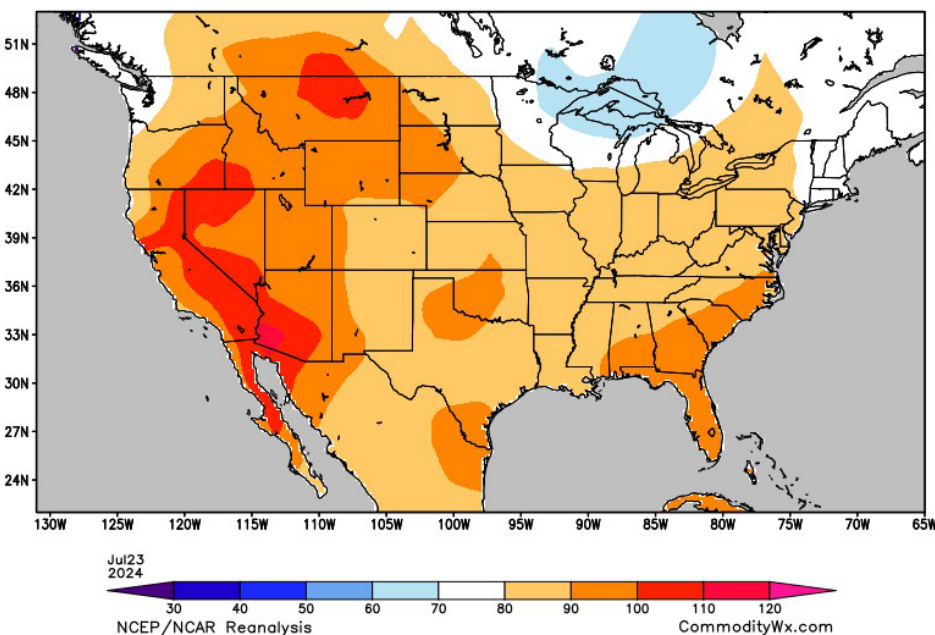 51N
48N
45N
42N
39N
36N
33N
30N
27N
24N
130W 125W 120W 115W 110W 105W 100W 95W 90W 85W 80W 75W 70W 65W
Jul23
2024
30 40 50 60 70 80 90 100 110 120
NCEP/NCAR Reanalysis CommodityWx.com